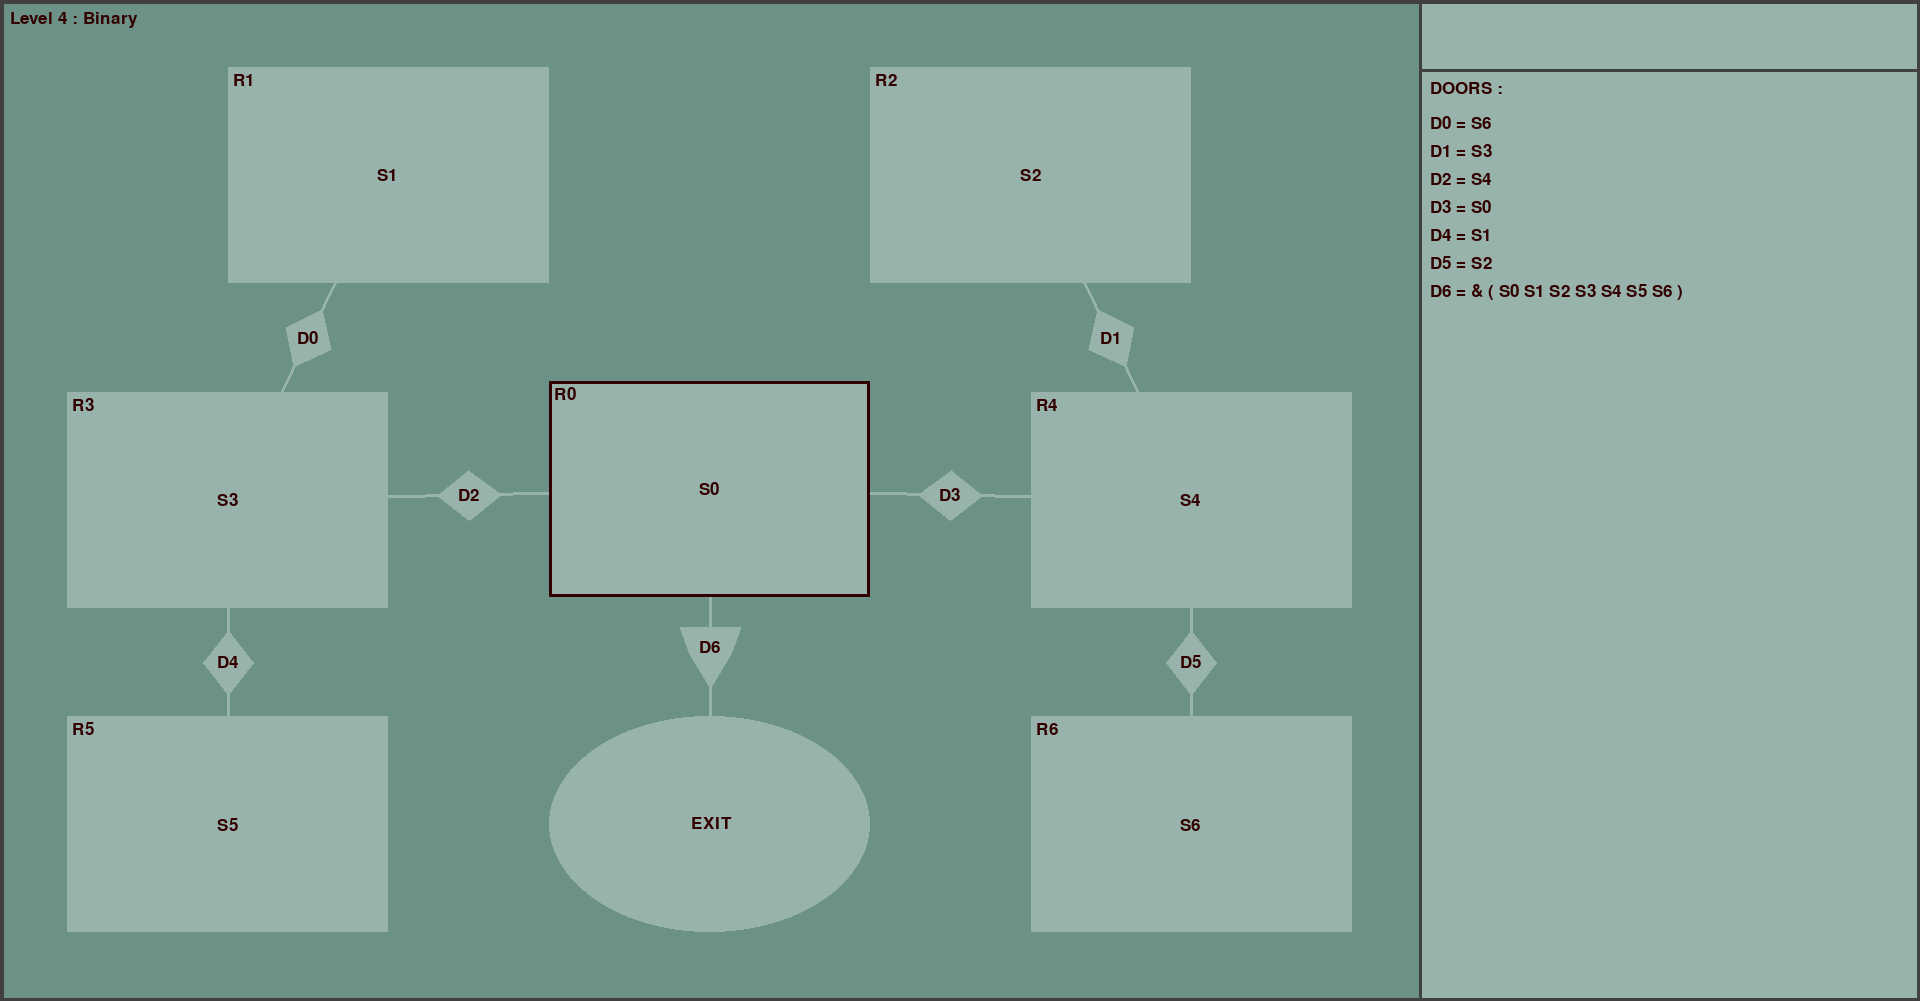 Level 4 : Binary
R1
S1
R2
S2
D0
D1
R3
S3
D2
R0
S0
D3
R4
S4
D4
D6
D5
R5
S5
EXIT
R6
S6
DOORS :
D0 = S6
D1 = S3
D2 = S4
D3 = S0
D4 = S1
D5 = S2
D6 = & ( S0 S1 S2 S3 S4 S5 S6 )